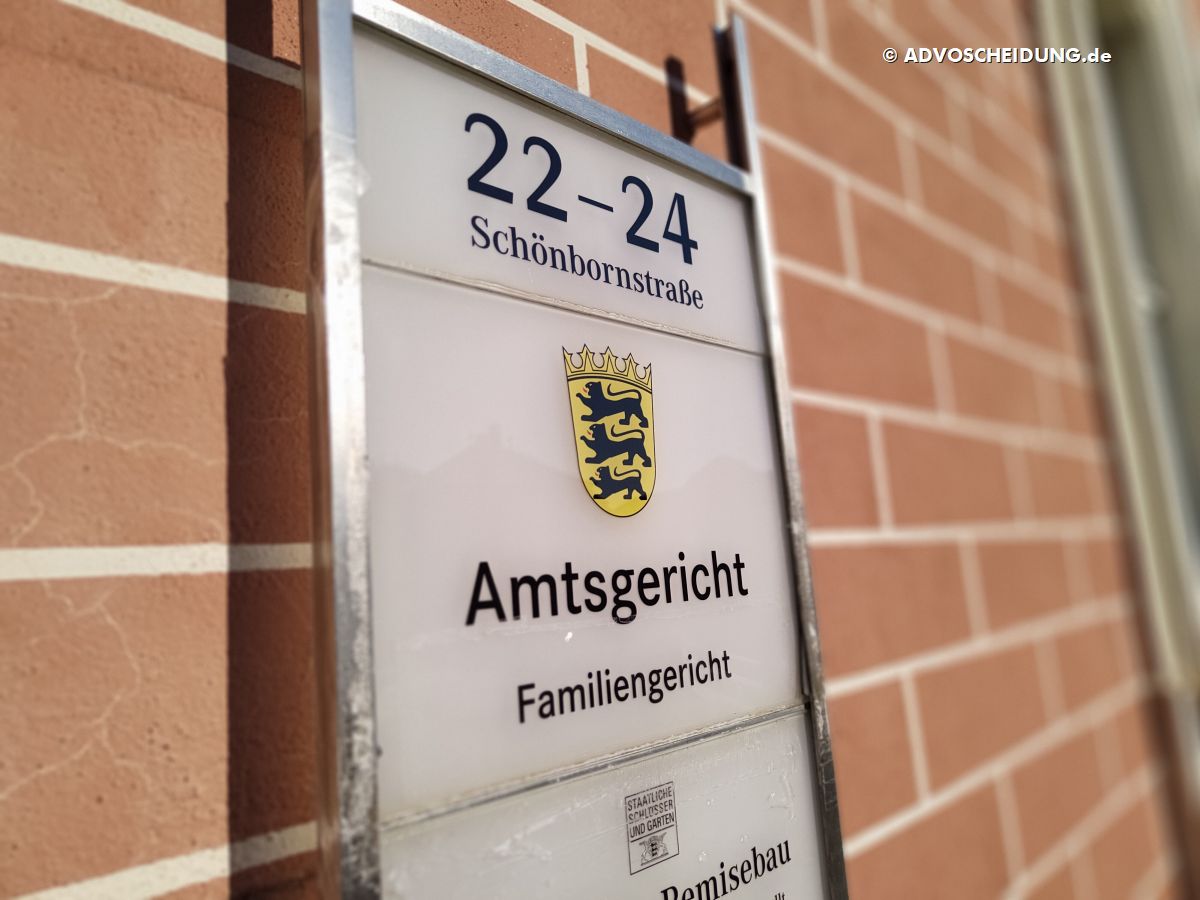 © ADVOSCHEIDUNG.de
22–24
Schönbornstraße
Amtsgericht
Familiengericht
STAATLICHE
SCHLÖSSER
UND GÄRTEN
Remisebau